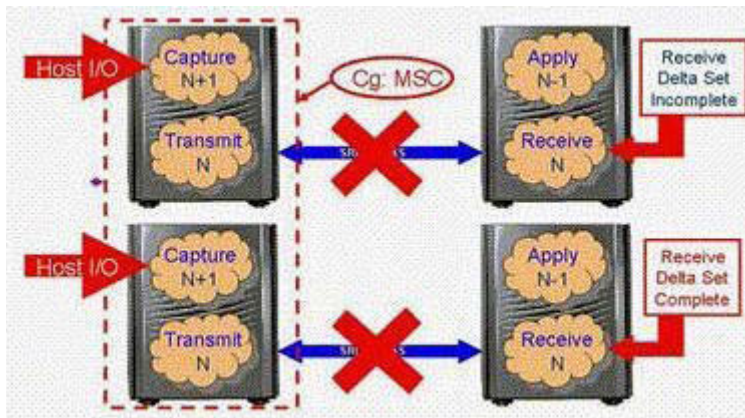 Host I/O
Capture
N+1
Transmit
N
Cg: MSC
Apply
N-1
Receive
N
Receive
Delta Set
Incomplete
Host I/O
Capture
N+1
Transmit
N
Apply
N-1
Receive
N
Receive
Delta Set
Complete